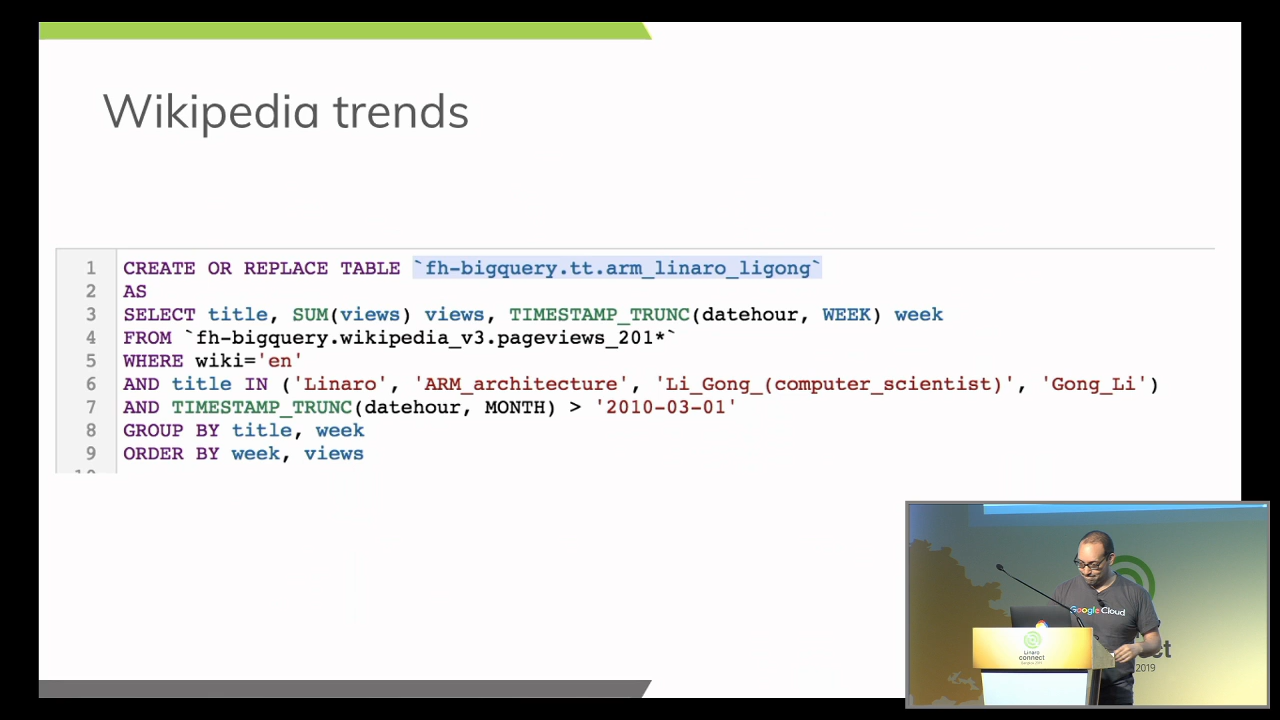 Wikipedia trends
1 CREATE OR REPLACE TABLE `fh-bigquery.tt.arm_linaro_ligong`
2 AS
3 SELECT title, SUM(views) views, TIMESTAMP_TRUNC(datehour, WEEK) week
4 FROM `fh-bigquery.wikipedia_v3.pageviews_201*`
5 WHERE wiki='en'
6 AND title IN ('Linaro', 'ARM_architecture', 'Li_Gong_(computer_scientist)', 'Gong_Li')
7 AND TIMESTAMP_TRUNC(datehour, MONTH) > '2010-03-01'
8 GROUP BY title, week
9 ORDER BY week, views
Google Cloud
Linaro
connect
2019